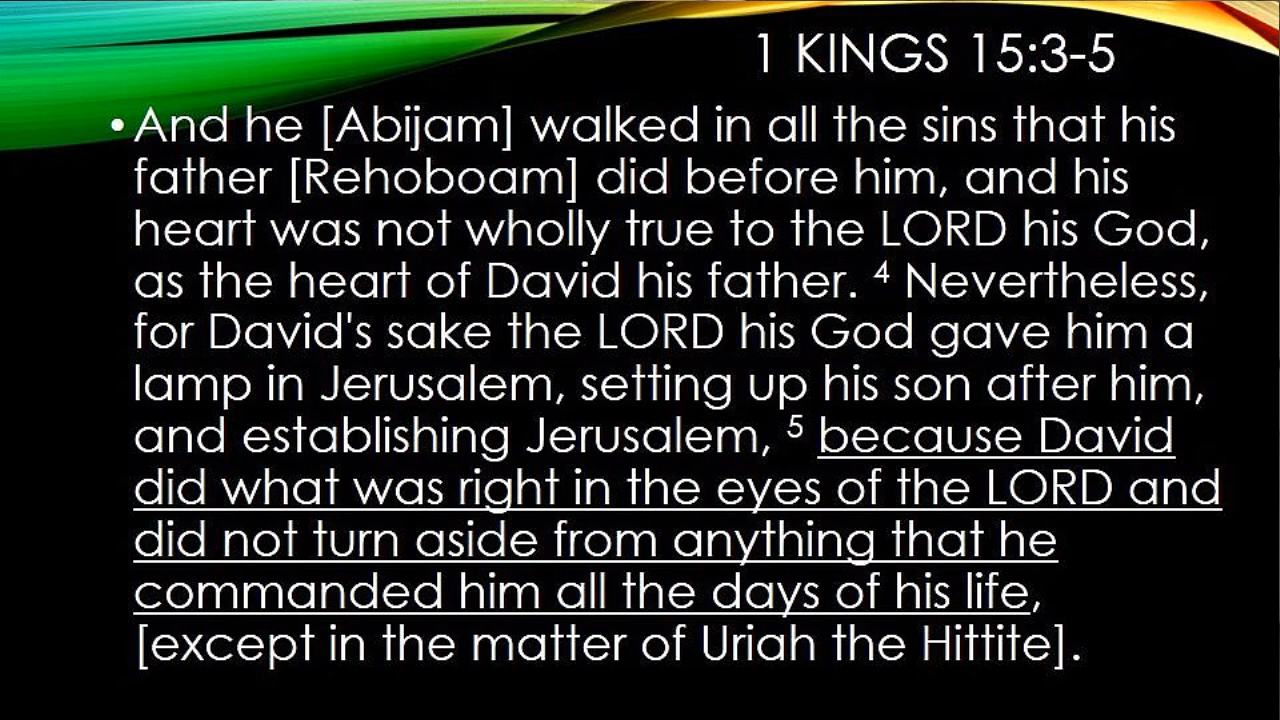 1 KINGS 15:3-5
• And he [Abijam] walked in all the sins that his
father [Rehoboam] did before him, and his
heart was not wholly true to the LORD his God,
as the heart of David his father. ⁴ Nevertheless,
for David's sake the LORD his God gave him a
lamp in Jerusalem, setting up his son after him,
and establishing Jerusalem, ⁵ because David
did what was right in the eyes of the LORD and
did not turn aside from anything that he
commanded him all the days of his life,
[except in the matter of Uriah the Hittite].